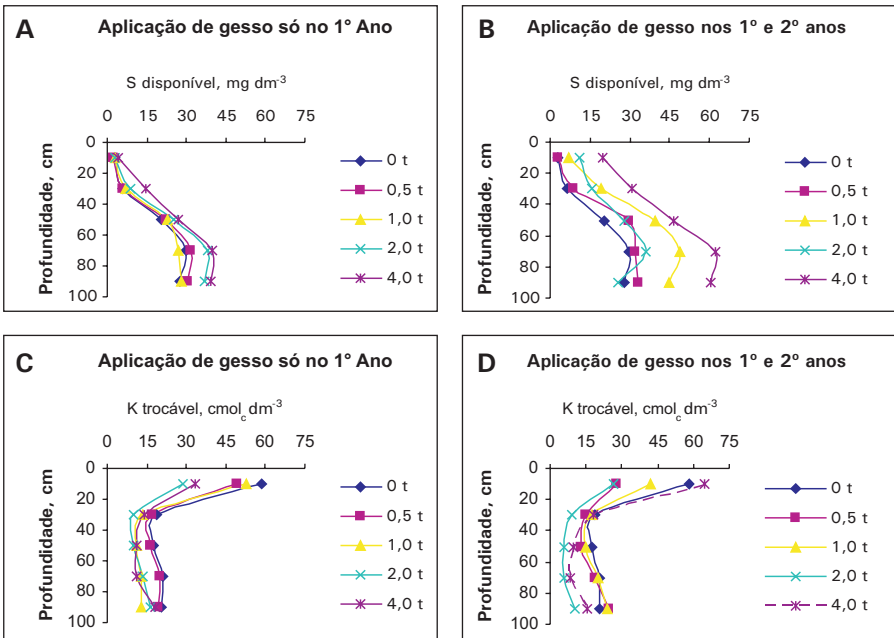 A Aplicação de gesso só no 1º Ano
S disponível, mg dm-3
0 15 30 45 60 75
Profundidade, cm
0
20
40
60
80
100
0 t
0,5 t
1,0 t
2,0 t
4,0 t
B Aplicação de gesso nos 1º e 2º anos
S disponível, mg dm-3
0 15 30 45 60 75
Profundidade, cm
0
20
40
60
80
100
0 t
0,5 t
1,0 t
2,0 t
4,0 t
C Aplicação de gesso só no 1º Ano
K trocável, cmolc dm-3
0 15 30 45 60 75
Profundidade, cm
0
20
40
60
80
100
0 t
0,5 t
1,0 t
2,0 t
4,0 t
D Aplicação de gesso nos 1º e 2º anos
K trocável, cmolc dm-3
0 15 30 45 60 75
Profundidade, cm
0
20
40
60
80
100
0 t
0,5 t
1,0 t
2,0 t
4,0 t